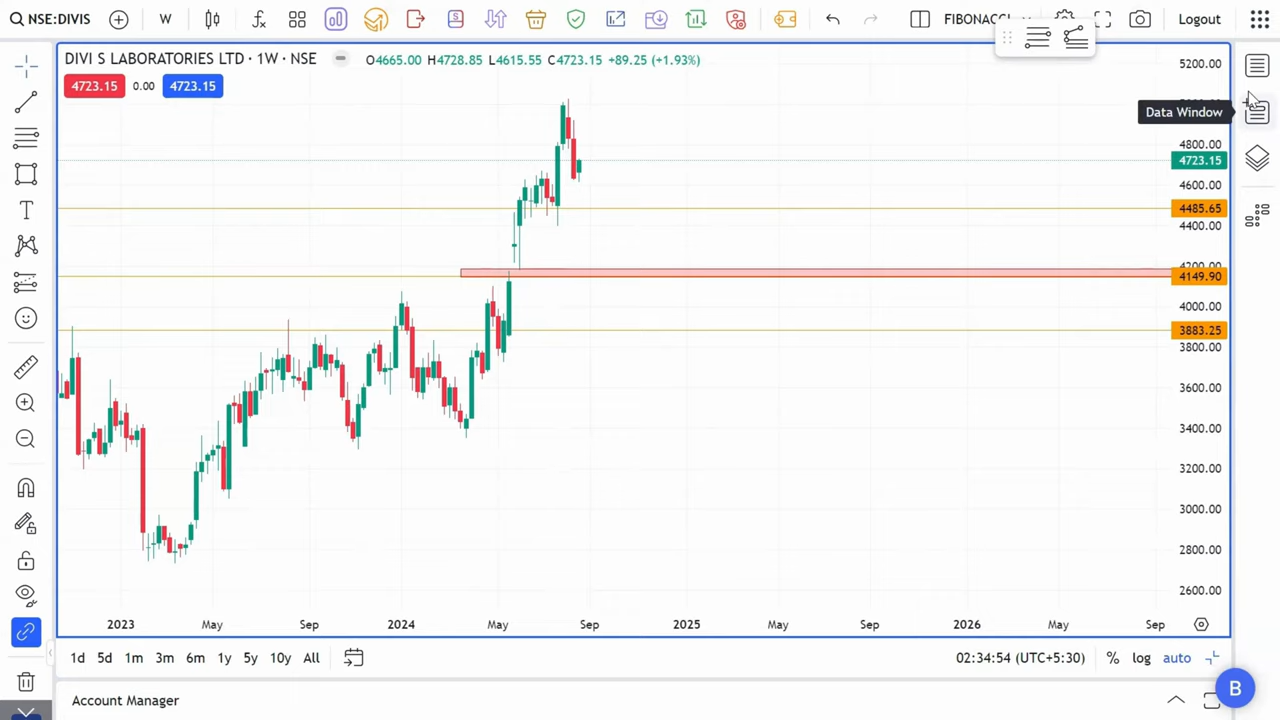 NSE:DIVIS
W
FIBONACCI
Logout
DIVI S LABORATORIES LTD · 1W · NSE
O4665.00 H4728.85 L4615.55 C4723.15 +89.25 (+1.93%)
4723.15 0.00 4723.15
Data Window
5200.00
4800.00
4723.15
4600.00
4485.65
4400.00
4200.00
4149.90
4000.00
3883.25
3800.00
3600.00
3400.00
3200.00
3000.00
2800.00
2600.00
2023 May Sep 2024 May Sep 2025 May Sep 2026 May Sep
1d 5d 1m 3m 6m 1y 5y 10y All
02:34:54 (UTC+5:30) % log auto
B
Account Manager